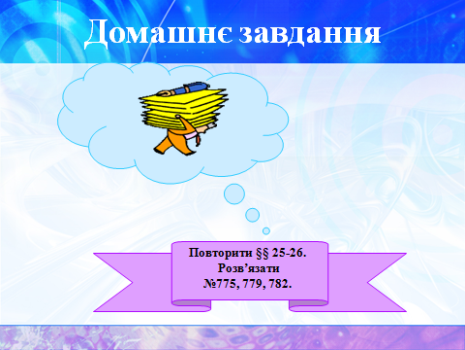 Домашнє завдання
Повторити §§ 25-26.
Розв’язати
№775, 779, 782.